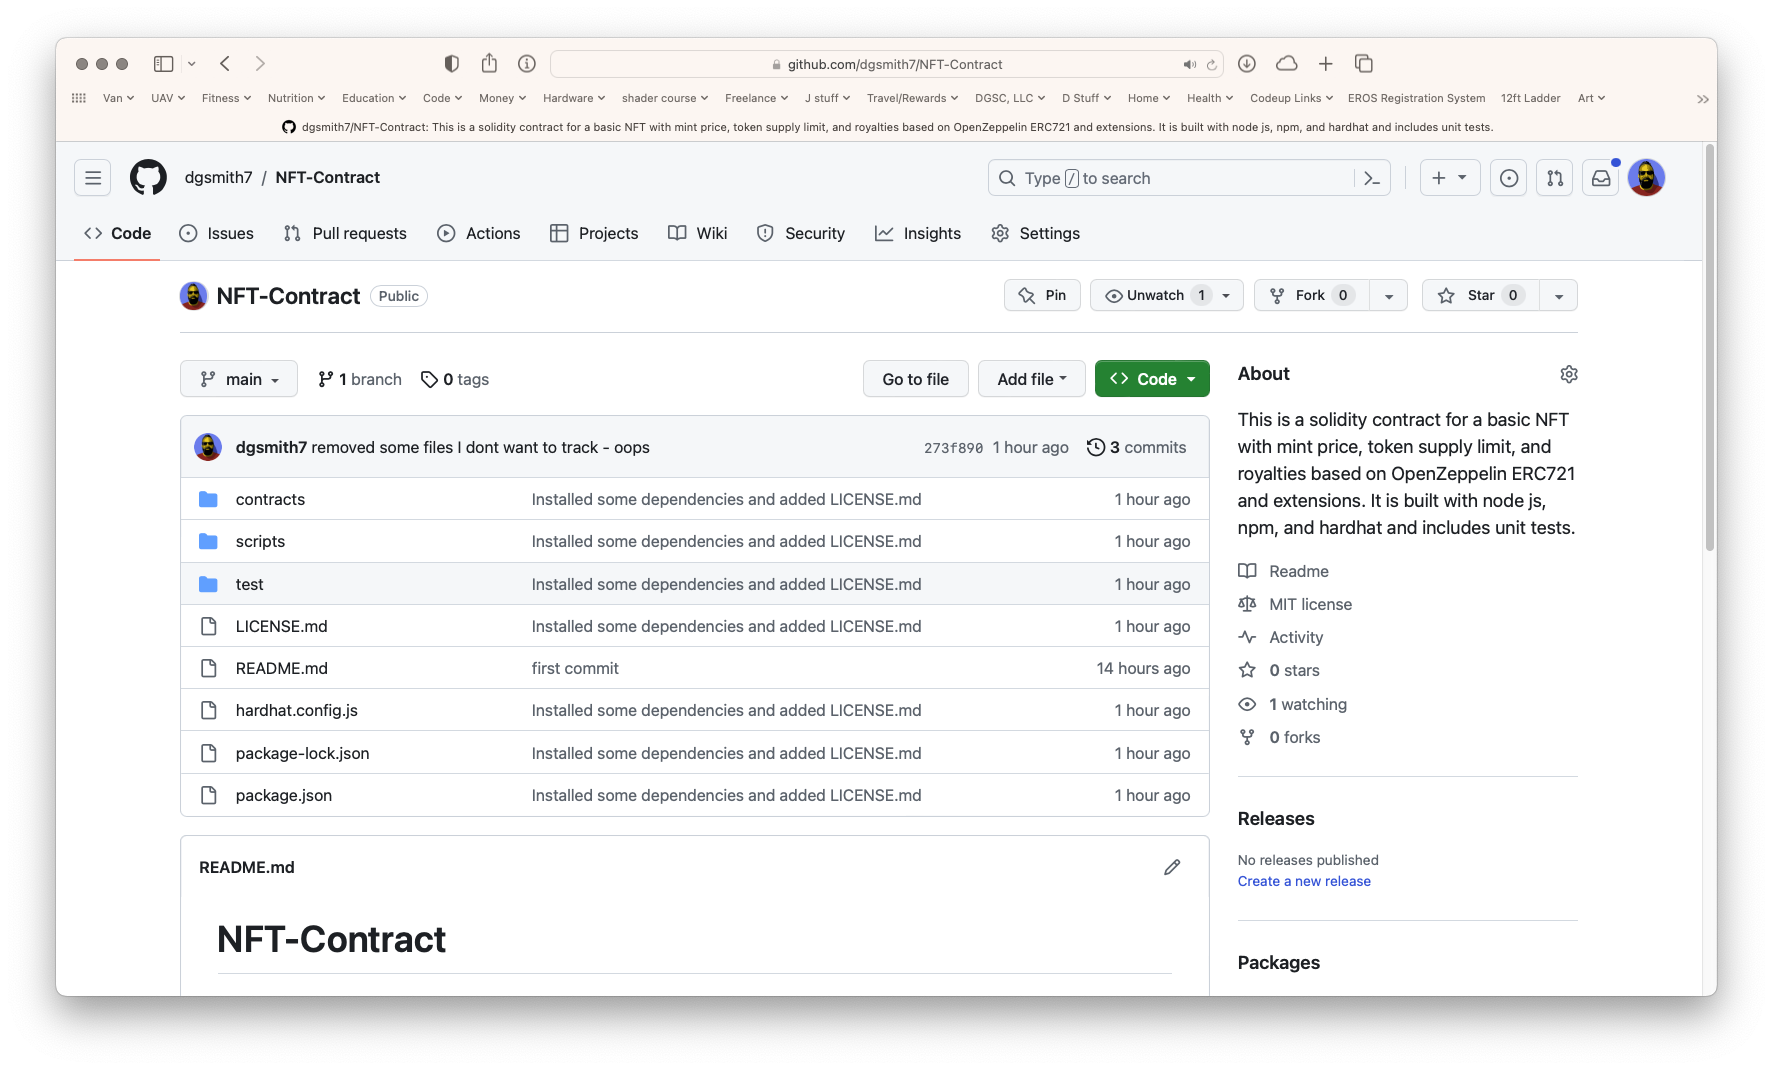 github.com/dgsmith7/NFT-Contract
Van UAV Fitness Nutrition Education Code Money Hardware shader course Freelance J stuff Travel/Rewards DGSC, LLC D Stuff Home Health Codeup Links EROS Registration System 12ft Ladder Art
dgsmith7/NFT-Contract: This is a solidity contract for a basic NFT with mint price, token supply limit, and royalties based on OpenZeppelin ERC721 and extensions. It is built with node js, npm, and hardhat and includes unit tests.
dgsmith7 / NFT-Contract
Type / to search
Code Issues Pull requests Actions Projects Wiki Security Insights Settings
NFT-Contract Public
Pin Unwatch 1 Fork 0 Star 0
main 1 branch 0 tags
Go to file Add file Code
dgsmith7 removed some files I dont want to track - oops 273f890 1 hour ago 3 commits
contracts Installed some dependencies and added LICENSE.md 1 hour ago
scripts Installed some dependencies and added LICENSE.md 1 hour ago
test Installed some dependencies and added LICENSE.md 1 hour ago
LICENSE.md Installed some dependencies and added LICENSE.md 1 hour ago
README.md first commit 14 hours ago
hardhat.config.js Installed some dependencies and added LICENSE.md 1 hour ago
package-lock.json Installed some dependencies and added LICENSE.md 1 hour ago
package.json Installed some dependencies and added LICENSE.md 1 hour ago
README.md
NFT-Contract
About
This is a solidity contract for a basic NFT
with mint price, token supply limit, and
royalties based on OpenZeppelin ERC721
and extensions. It is built with node js,
npm, and hardhat and includes unit tests.
Readme
MIT license
Activity
0 stars
1 watching
0 forks
Releases
No releases published
Create a new release
Packages